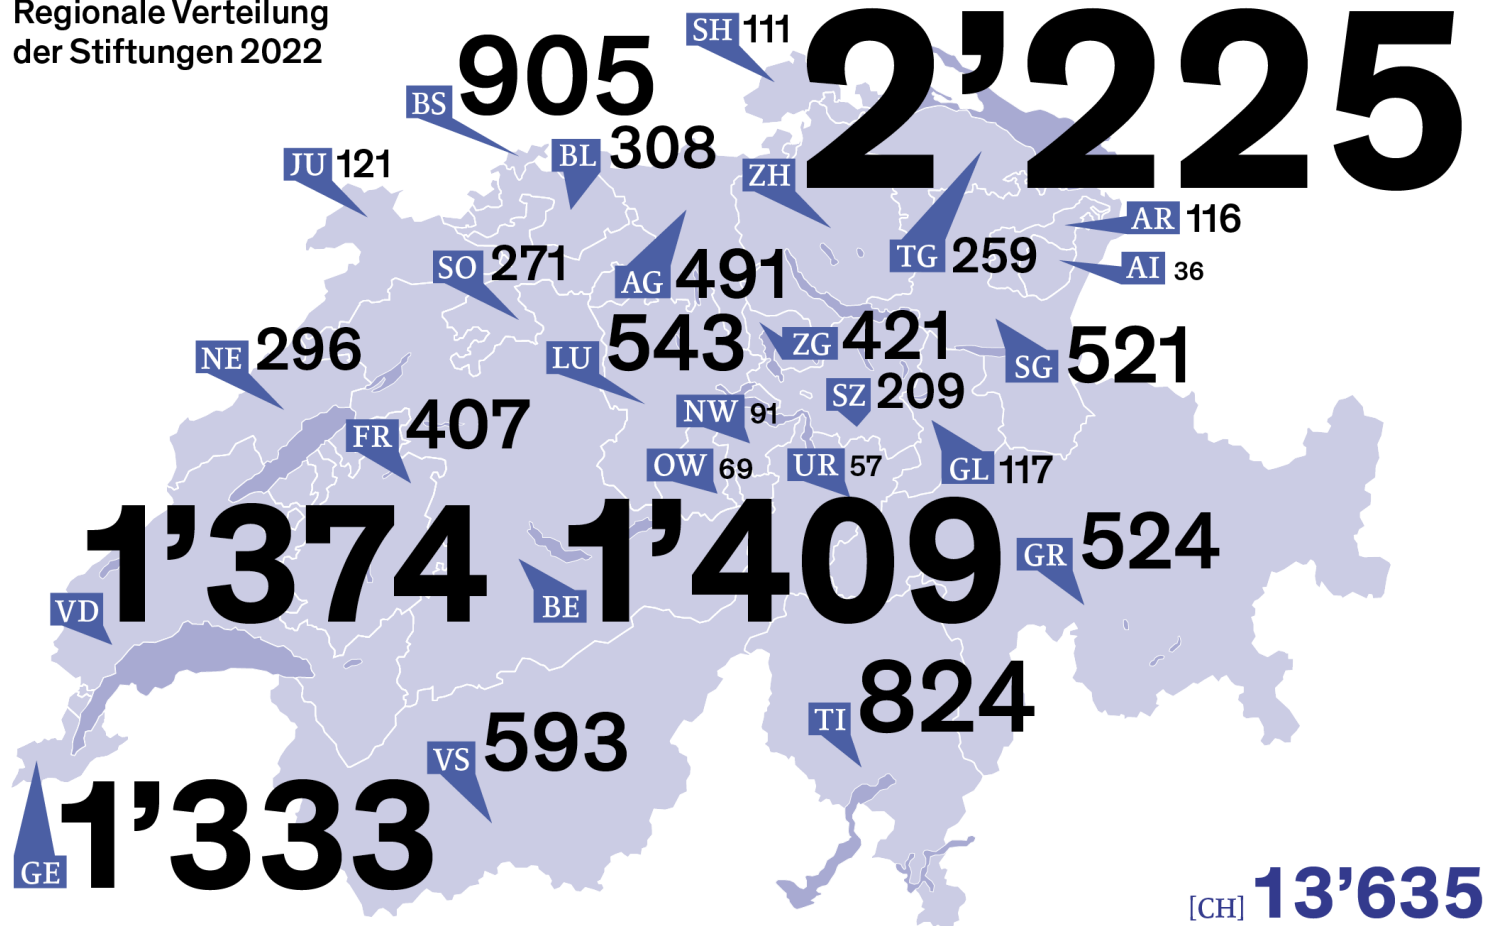 Regionale Verteilung
der Stiftungen 2022
SH 111
BS 905
ZH 2’225
BL 308
JU 121
AR 116
TG 259
AI 36
SO 271
AG 491
NE 296
LU 543
ZG 421
SG 521
SZ 209
NW 91
FR 407
OW 69
UR 57
GL 117
VD 1’374
BE 1’409
GR 524
TI 824
VS 593
GE 1’333
[CH] 13’635